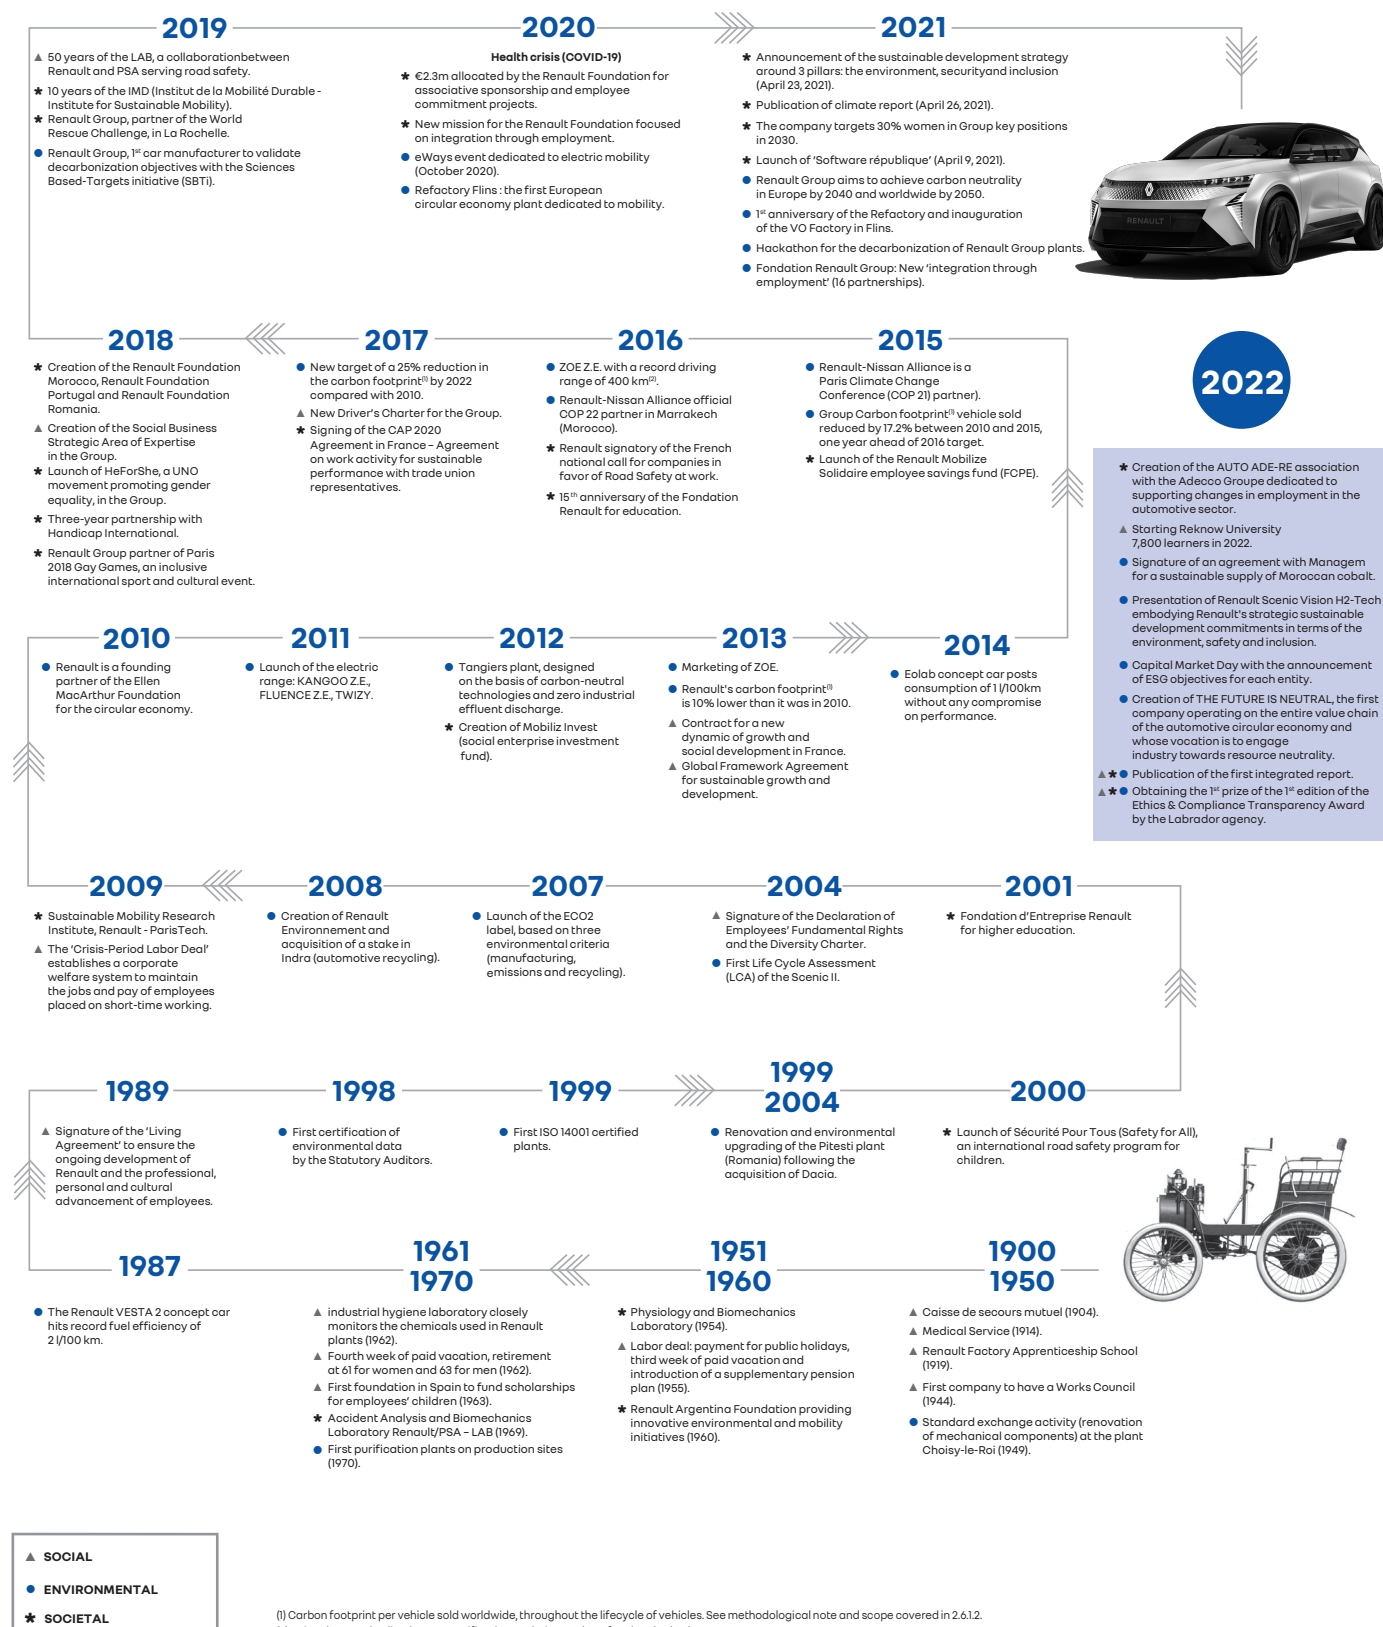 2019
▲ 50 years of the LAB, a collaborationbetween
Renault and PSA serving road safety.
* 10 years of the IMD (Institut de la Mobilité Durable -
Institute for Sustainable Mobility).
* Renault Group, partner of the World
Rescue Challenge, in La Rochelle.
● Renault Group, 1st car manufacturer to validate
decarbonization objectives with the Sciences
Based-Targets initiative (SBTi).
2020
Health crisis (COVID-19)
* €2.3m allocated by the Renault Foundation for
associative sponsorship and employee
commitment projects.
* New mission for the Renault Foundation focused
on integration through employment.
● eWays event dedicated to electric mobility
(October 2020).
● Refactory Flins : the first European
circular economy plant dedicated to mobility.
2021
* Announcement of the sustainable development strategy
around 3 pillars: the environment, securityand inclusion
(April 23, 2021).
* Publication of climate report (April 26, 2021).
* The company targets 30% women in Group key positions
in 2030.
* Launch of ‘Software république’ (April 9, 2021).
● Renault Group aims to achieve carbon neutrality
in Europe by 2040 and worldwide by 2050.
● 1st anniversary of the Refactory and inauguration
of the VO Factory in Flins.
● Hackathon for the decarbonization of Renault Group plants.
● Fondation Renault Group: New ‘integration through
employment’ (16 partnerships).
RENAULT
2018
* Creation of the Renault Foundation
Morocco, Renault Foundation
Portugal and Renault Foundation
Romania.
▲ Creation of the Social Business
Strategic Area of Expertise
in the Group.
* Launch of HeForShe, a UNO
movement promoting gender
equality, in the Group.
* Three-year partnership with
Handicap International.
* Renault Group partner of Paris
2018 Gay Games, an inclusive
international sport and cultural event.
2017
● New target of a 25% reduction in
the carbon footprint(1) by 2022
compared with 2010.
▲ New Driver’s Charter for the Group.
* Signing of the CAP 2020
Agreement in France – Agreement
on work activity for sustainable
performance with trade union
representatives.
2016
● ZOE Z.E. with a record driving
range of 400 km(2).
● Renault-Nissan Alliance official
COP 22 partner in Marrakech
(Morocco).
* Renault signatory of the French
national call for companies in
favor of Road Safety at work.
* 15th anniversary of the Fondation
Renault for education.
2015
● Renault-Nissan Alliance is a
Paris Climate Change
Conference (COP 21) partner).
● Group Carbon footprint(1) vehicle sold
reduced by 17.2% between 2010 and 2015,
one year ahead of 2016 target.
* Launch of the Renault Mobilize
Solidaire employee savings fund (FCPE).
2022
* Creation of the AUTO ADE-RE association
with the Adecco Groupe dedicated to
supporting changes in employment in the
automotive sector.
▲ Starting Reknow University
7,800 learners in 2022.
● Signature of an agreement with Managem
for a sustainable supply of Moroccan cobalt.
● Presentation of Renault Scenic Vision H2-Tech
embodying Renault's strategic sustainable
development commitments in terms of the
environment, safety and inclusion.
● Capital Market Day with the announcement
of ESG objectives for each entity.
● Creation of THE FUTURE IS NEUTRAL, the first
company operating on the entire value chain
of the automotive circular economy and
whose vocation is to engage
industry towards resource neutrality.
▲*● Publication of the first integrated report.
▲*● Obtaining the 1st prize of the 1st edition of the
Ethics & Compliance Transparency Award
by the Labrador agency.
2010
● Renault is a founding
partner of the Ellen
MacArthur Foundation
for the circular economy.
2011
● Launch of the electric
range: KANGOO Z.E.,
FLUENCE Z.E., TWIZY.
2012
● Tangiers plant, designed
on the basis of carbon-neutral
technologies and zero industrial
effluent discharge.
* Creation of Mobiliz Invest
(social enterprise investment
fund).
2013
● Marketing of ZOE.
● Renault's carbon footprint(1)
is 10% lower than it was in 2010.
▲ Contract for a new
dynamic of growth and
social development in France.
▲ Global Framework Agreement
for sustainable growth and
development.
2014
● Eolab concept car posts
consumption of 1 l/100km
without any compromise
on performance.
2009
* Sustainable Mobility Research
Institute, Renault - ParisTech.
▲ The ‘Crisis-Period Labor Deal’
establishes a corporate
welfare system to maintain
the jobs and pay of employees
placed on short-time working.
2008
● Creation of Renault
Environnement and
acquisition of a stake in
Indra (automotive recycling).
2007
● Launch of the ECO2
label, based on three
environmental criteria
(manufacturing,
emissions and recycling).
2004
▲ Signature of the Declaration of
Employees’ Fundamental Rights
and the Diversity Charter.
● First Life Cycle Assessment
(LCA) of the Scenic II.
2001
* Fondation d’Entreprise Renault
for higher education.
1989
▲ Signature of the ‘Living
Agreement’ to ensure the
ongoing development of
Renault and the professional,
personal and cultural
advancement of employees.
1998
● First certification of
environmental data
by the Statutory Auditors.
1999
● First ISO 14001 certified
plants.
1999
2004
● Renovation and environmental
upgrading of the Pitesti plant
(Romania) following the
acquisition of Dacia.
2000
* Launch of Sécurité Pour Tous (Safety for All),
an international road safety program for
children.
1987
● The Renault VESTA 2 concept car
hits record fuel efficiency of
2 l/100 km.
1961
1970
▲ industrial hygiene laboratory closely
monitors the chemicals used in Renault
plants (1962).
▲ Fourth week of paid vacation, retirement
at 61 for women and 63 for men (1962).
▲ First foundation in Spain to fund scholarships
for employees’ children (1963).
* Accident Analysis and Biomechanics
Laboratory Renault/PSA – LAB (1969).
● First purification plants on production sites
(1970).
1951
1960
* Physiology and Biomechanics
Laboratory (1954).
▲ Labor deal: payment for public holidays,
third week of paid vacation and
introduction of a supplementary pension
plan (1955).
* Renault Argentina Foundation providing
innovative environmental and mobility
initiatives (1960).
1900
1950
▲ Caisse de secours mutuel (1904).
▲ Medical Service (1914).
▲ Renault Factory Apprenticeship School
(1919).
▲ First company to have a Works Council
(1944).
● Standard exchange activity (renovation
of mechanical components) at the plant
Choisy-le-Roi (1949).
▲ SOCIAL
● ENVIRONMENTAL
* SOCIETAL
(1) Carbon footprint per vehicle sold worldwide, throughout the lifecycle of vehicles. See methodological note and scope covered in 2.6.1.2.